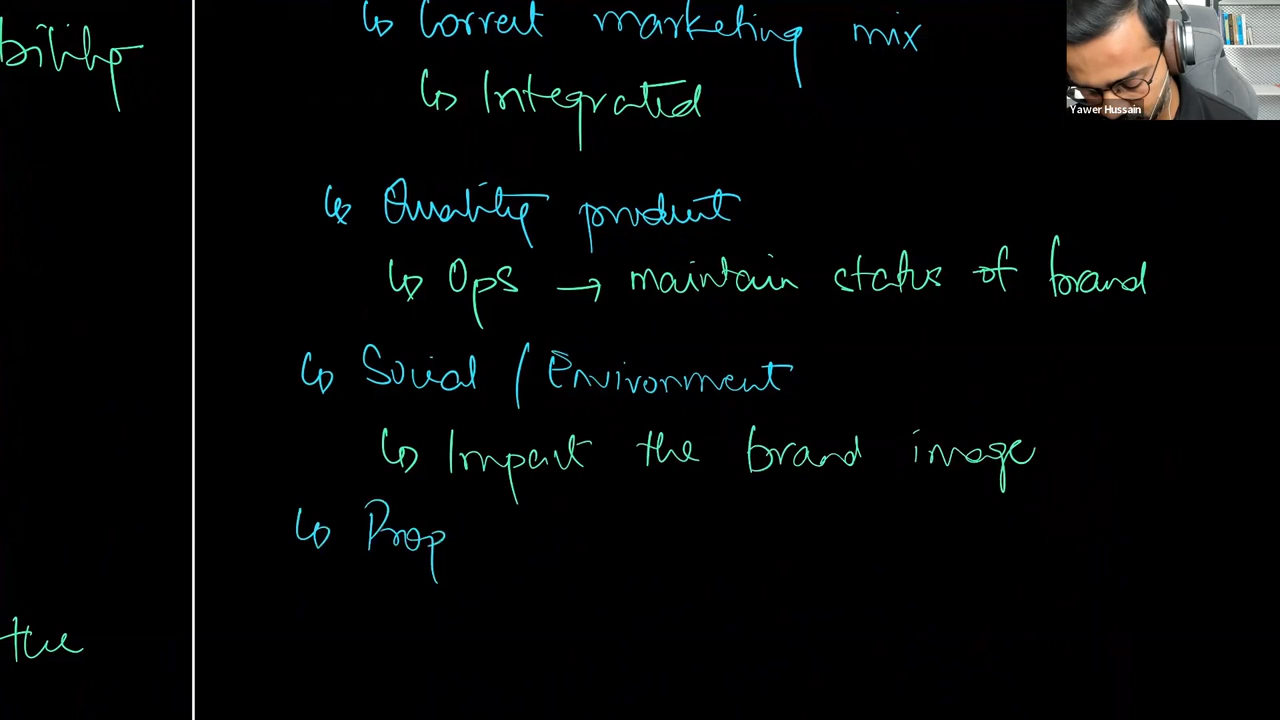 bility
↳ Correct marketing mix
↳ Integrated
↳ Quality product
↳ Ops → maintain status of brand
↳ Social / Environment
↳ Impact the brand image
↳ Prop
the
Yawer Hussain